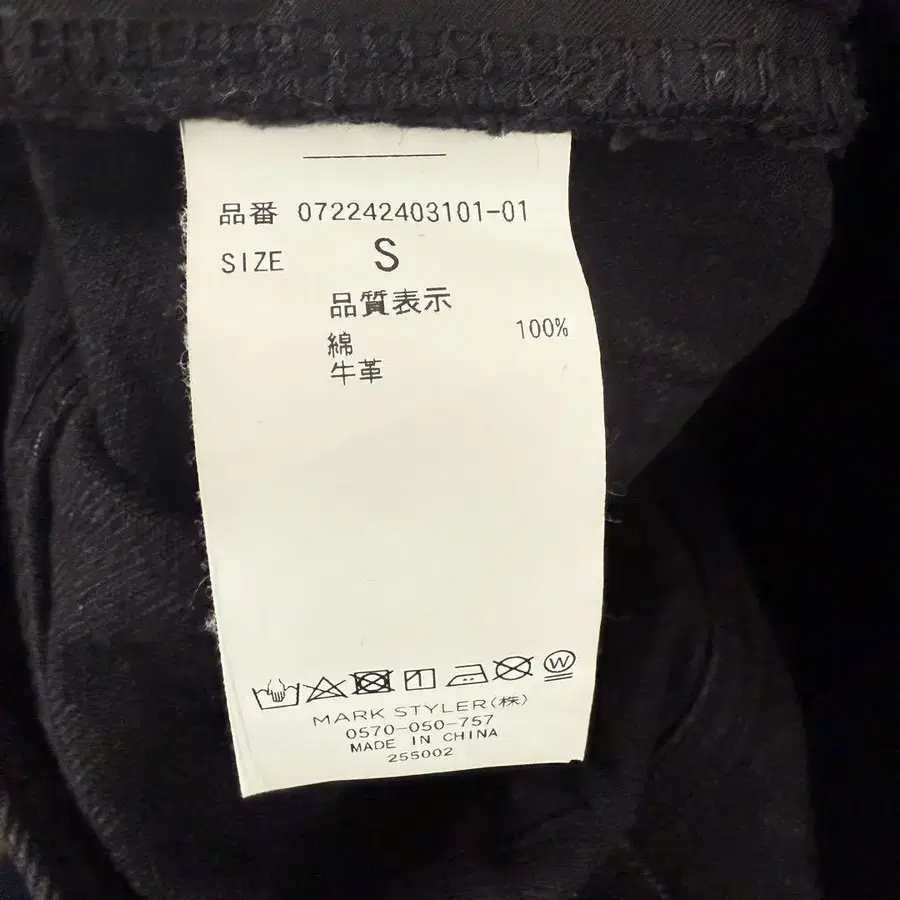 品番 072242403101-01
SIZE S
品質表示
綿 100%
牛革
MARK STYLER(株)
0570-050-757
MADE IN CHINA
255002